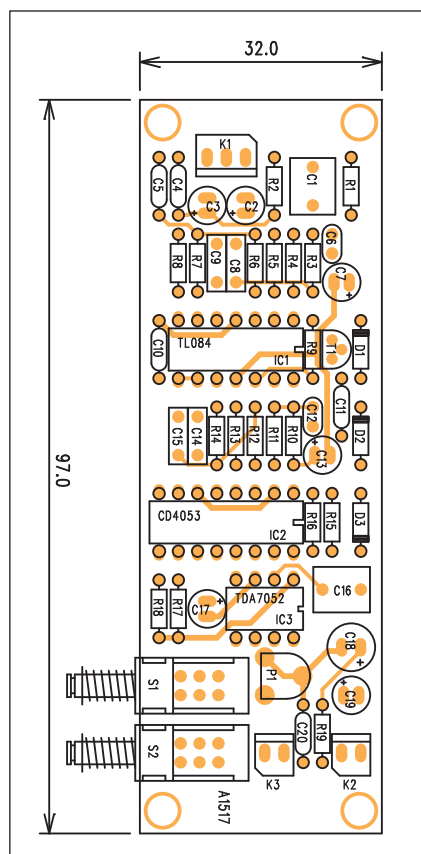 32.0
97.0
K1
C5
C4
C3
C2
R2
C1
R1
R8
R7
C9
C8
R6
R5
R4
R3
C6
C7
C10
TL084
IC1
R9
T1
D1
C15
C14
R14
R13
R12
R11
R10
C12
C13
C11
D2
CD4053
IC2
R16
R15
D3
R18
R17
C17
TDA7052
IC3
C16
S1
P1
C18
C19
S2
K3
C20
R19
K2
A1517